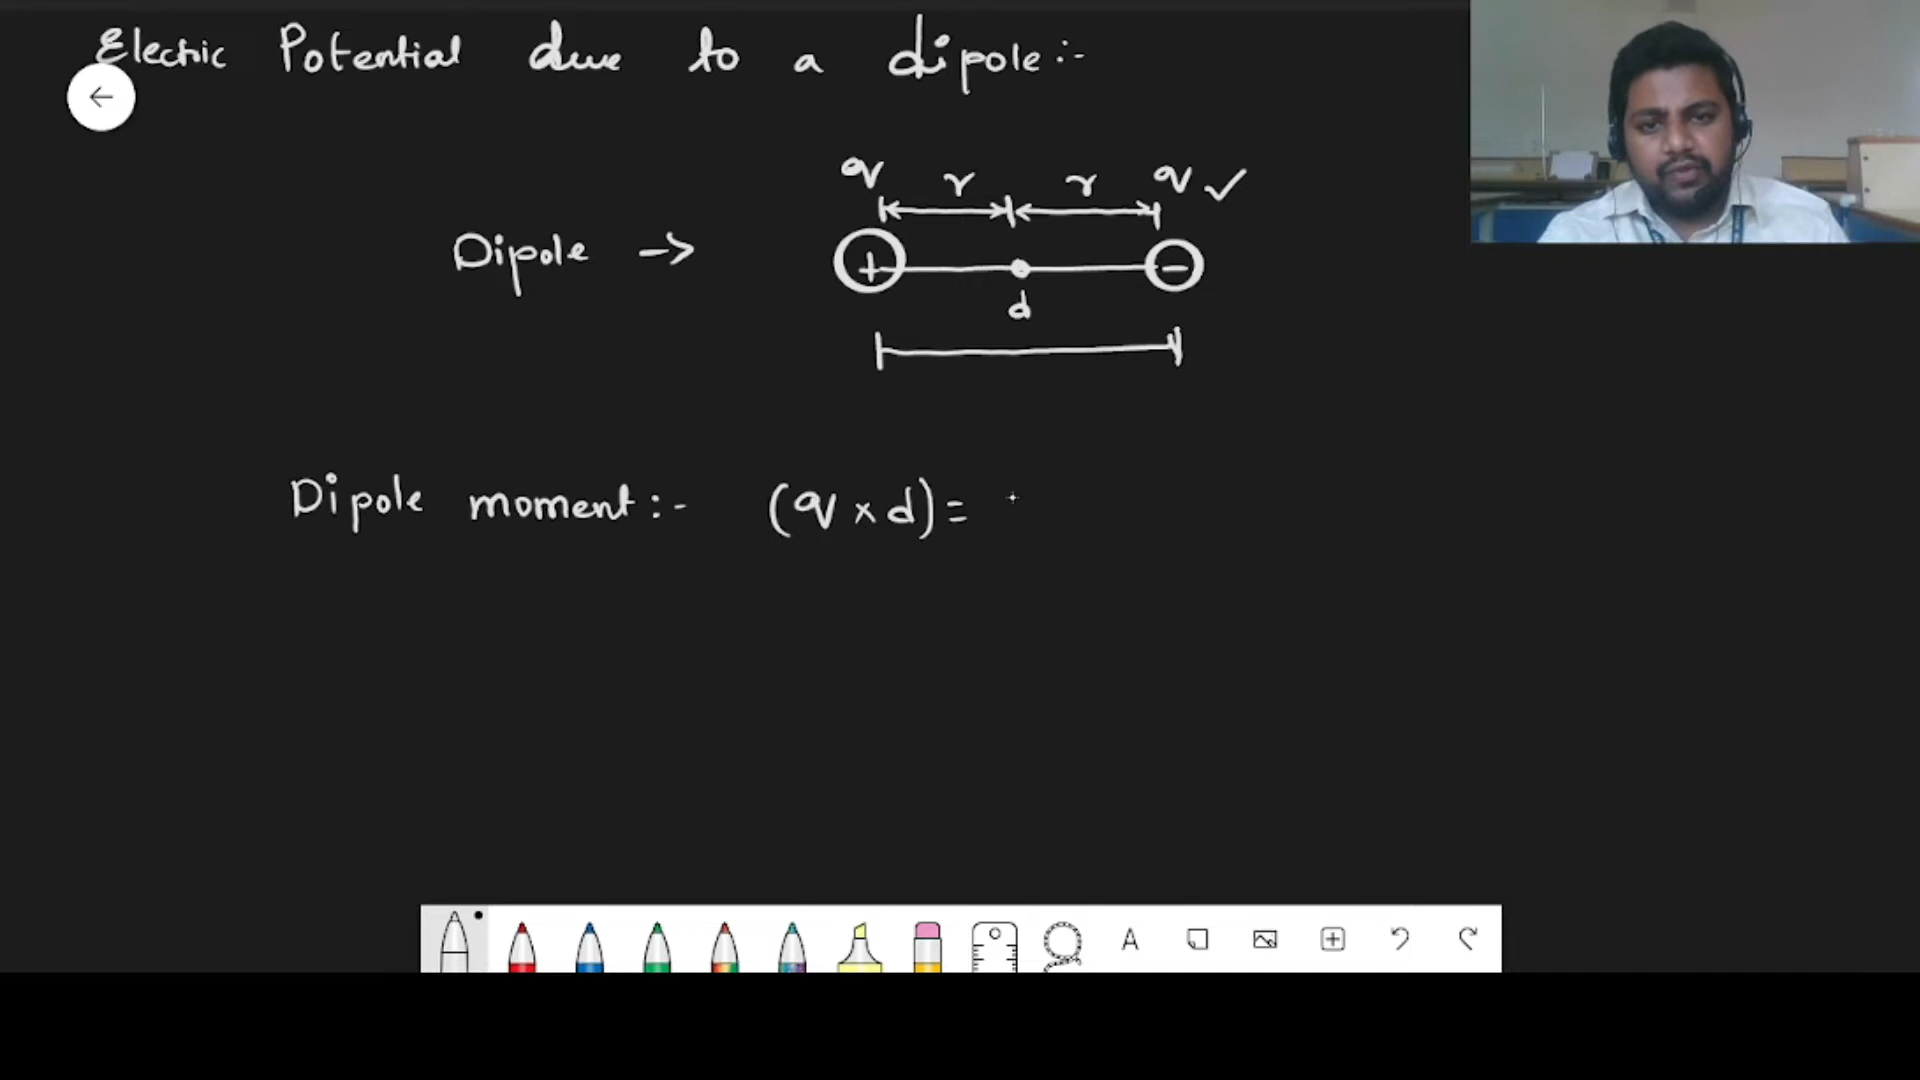 Electric Potential due to a dipole:-
q r r q ✓
Dipole -> + -
d
Dipole moment:- (q x d) =
A